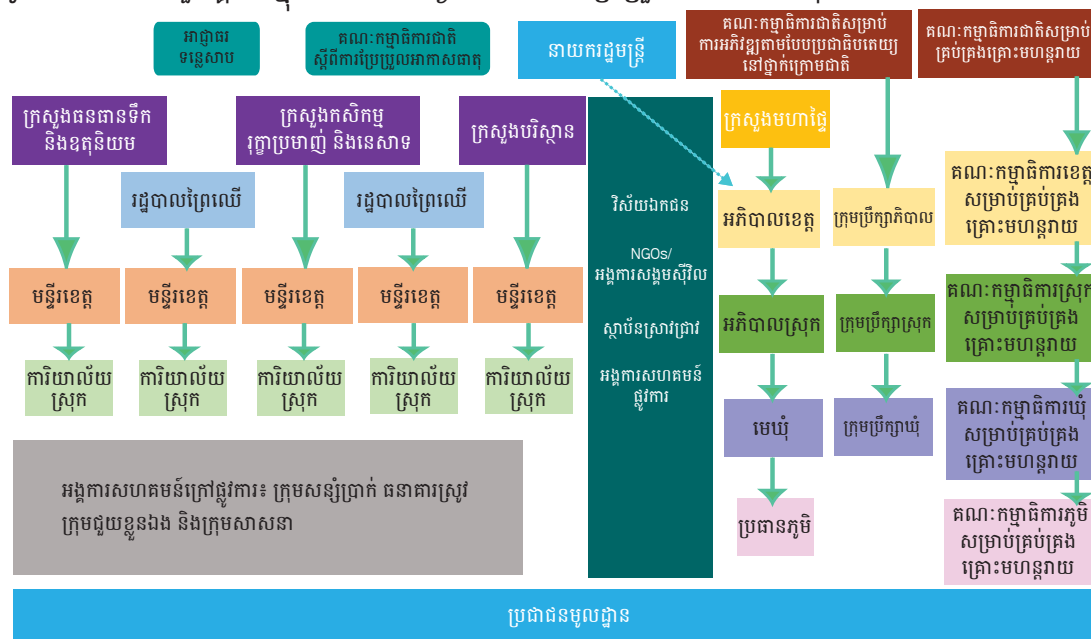 អាជ្ញាធរ
ទន្លេសាប
គណៈកម្មាធិការជាតិ
ស្តីពីការប្រែប្រួលអាកាសធាតុ
នាយករដ្ឋមន្ត្រី
គណៈកម្មាធិការជាតិសម្រាប់
ការអភិវឌ្ឍតាមបែបប្រជាធិបតេយ្យ
នៅថ្នាក់ក្រោមជាតិ
គណៈកម្មាធិការជាតិសម្រាប់
គ្រប់គ្រងគ្រោះមហន្តរាយ
ក្រសួងធនធានទឹក
និងឧតុនិយម
ក្រសួងកសិកម្ម
រុក្ខាប្រមាញ់ និងនេសាទ
ក្រសួងបរិស្ថាន
ក្រសួងមហាផ្ទៃ
រដ្ឋបាលព្រៃឈើ
រដ្ឋបាលព្រៃឈើ
វិស័យឯកជន
NGOs/
អង្គការសង្គមស៊ីវិល
ស្ថាប័នស្រាវជ្រាវ
អង្គការសហគមន៍
ផ្លូវការ
អភិបាលខេត្ត
ក្រុមប្រឹក្សាភិបាល
គណៈកម្មាធិការខេត្ត
សម្រាប់គ្រប់គ្រង
គ្រោះមហន្តរាយ
មន្ទីរខេត្ត
មន្ទីរខេត្ត
មន្ទីរខេត្ត
មន្ទីរខេត្ត
មន្ទីរខេត្ត
អភិបាលស្រុក
ក្រុមប្រឹក្សាស្រុក
គណៈកម្មាធិការស្រុក
សម្រាប់គ្រប់គ្រង
គ្រោះមហន្តរាយ
ការិយាល័យ
ស្រុក
ការិយាល័យ
ស្រុក
ការិយាល័យ
ស្រុក
ការិយាល័យ
ស្រុក
ការិយាល័យ
ស្រុក
មេឃុំ
ក្រុមប្រឹក្សាឃុំ
គណៈកម្មាធិការឃុំ
សម្រាប់គ្រប់គ្រង
គ្រោះមហន្តរាយ
អង្គការសហគមន៍ក្រៅផ្លូវការ៖ ក្រុមសន្សំប្រាក់ ធនាគារស្រូវ
ក្រុមជួយខ្លួនឯង និងក្រុមសាសនា
ប្រធានភូមិ
គណៈកម្មាធិការភូមិ
សម្រាប់គ្រប់គ្រង
គ្រោះមហន្តរាយ
ប្រជាជនមូលដ្ឋាន